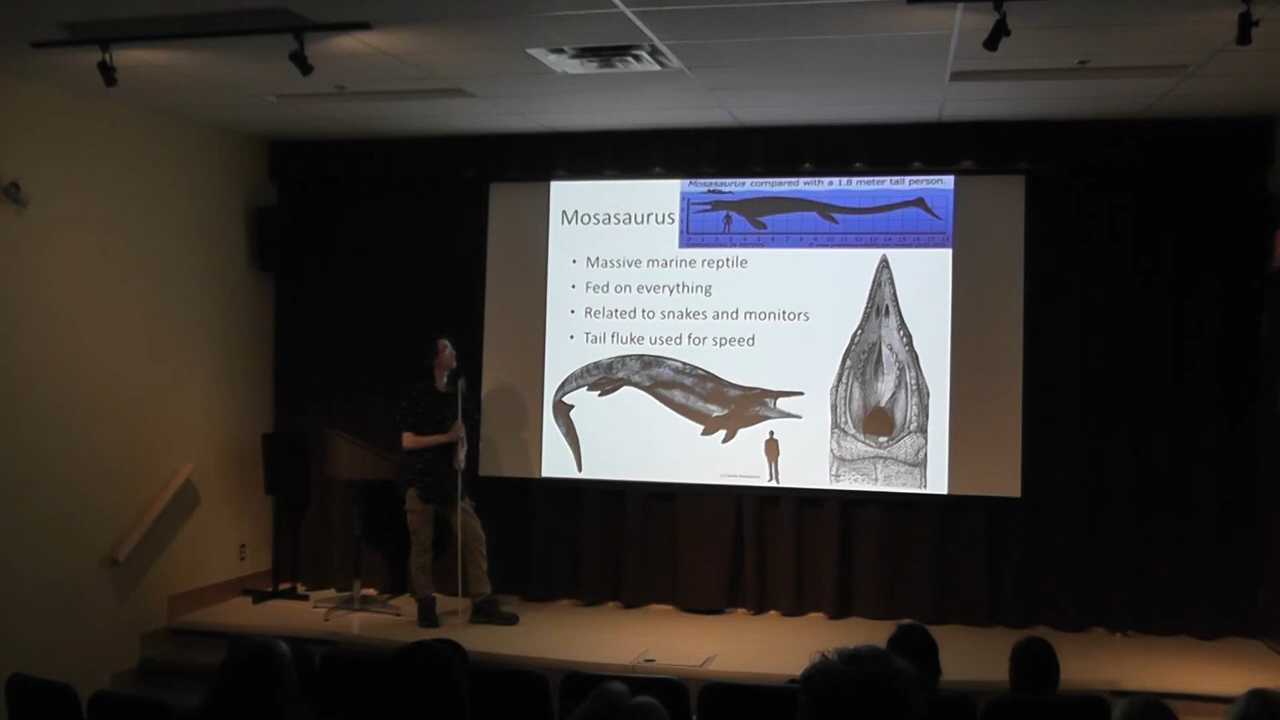 Mosasaurus compared with a 1.8 meter tall person.
Mosasaurus
• Massive marine reptile
• Fed on everything
• Related to snakes and monitors
• Tail fluke used for speed